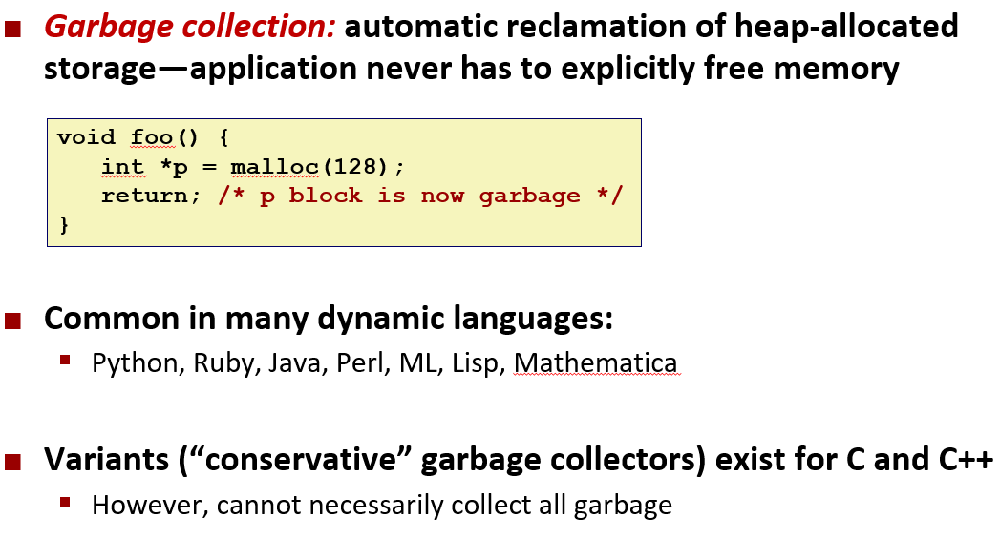 Garbage collection: automatic reclamation of heap-allocated
storage—application never has to explicitly free memory
void foo() {
   int *p = malloc(128);
   return; /* p block is now garbage */
}
Common in many dynamic languages:
Python, Ruby, Java, Perl, ML, Lisp, Mathematica
Variants (“conservative” garbage collectors) exist for C and C++
However, cannot necessarily collect all garbage